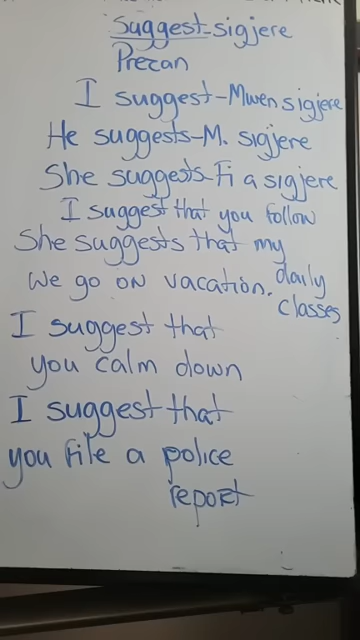 Suggest-sigjere
Prezan
I suggest-Mwen sigjere
He suggests-M. sigjere
She suggests-Fi a sigjere
I suggest that you follow
She suggests that my daily
We go on vacation. classes
I suggest that
you calm down
I suggest that
you file a police
report